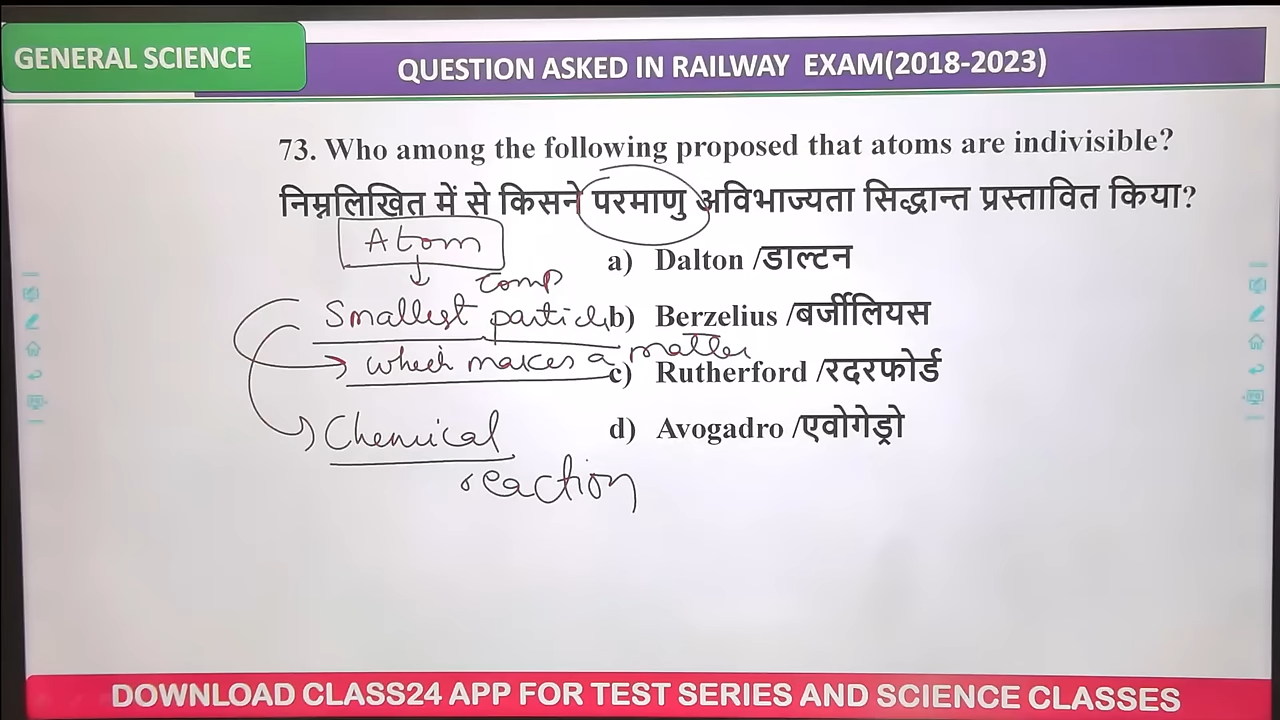 GENERAL SCIENCE
QUESTION ASKED IN RAILWAY EXAM(2018-2023)
73. Who among the following proposed that atoms are indivisible?
निम्नलिखित में से किसने परमाणु अविभाज्यता सिद्धान्त प्रस्तावित किया?
Atom
a) Dalton /डाल्टन
comp
Smallest particle
b) Berzelius /बर्जीलियस
which makes a matter
c) Rutherford /रदरफोर्ड
Chemical
d) Avogadro /एवोगेड्रो
reaction
DOWNLOAD CLASS24 APP FOR TEST SERIES AND SCIENCE CLASSES